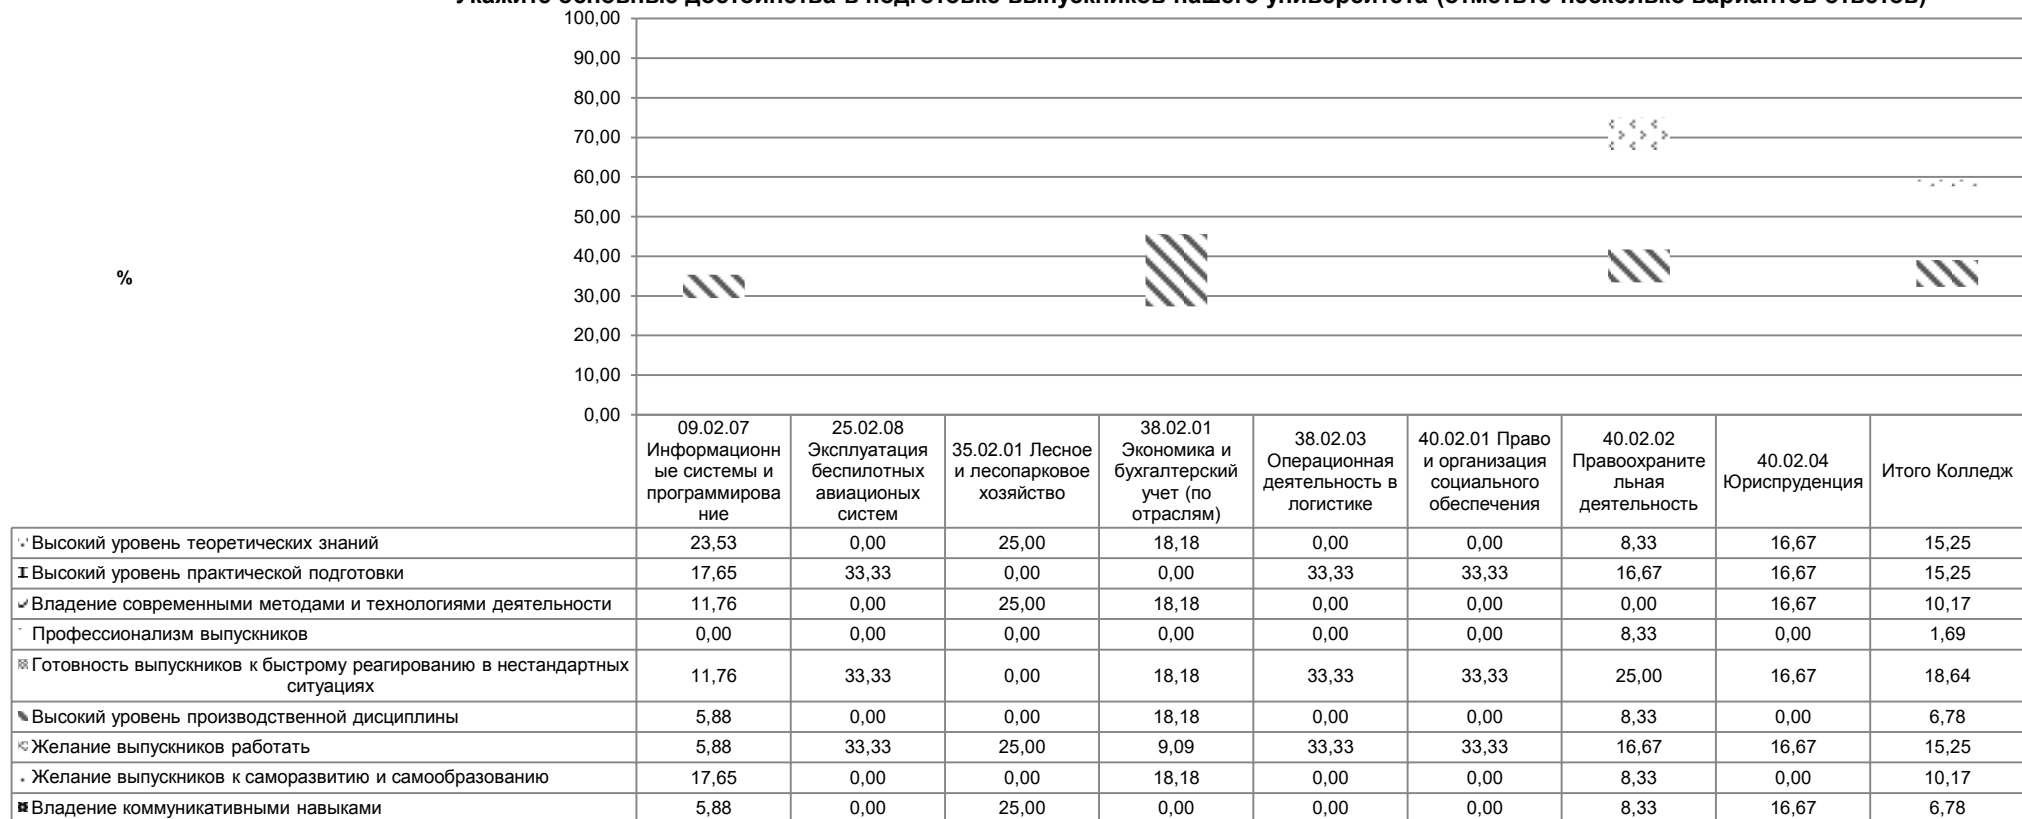 Укажите основные достоинства в подготовке выпускников нашего университета (отметьте несколько вариантов ответов)
100,00
90,00
80,00
70,00
60,00
50,00
40,00
30,00
20,00
10,00
0,00
%
09.02.07
Информационн
ые системы и
программирова
ние
25.02.08
Эксплуатация
беспилотных
авиационых
систем
35.02.01 Лесное
и лесопарковое
хозяйство
38.02.01
Экономика и
бухгалтерский
учет (по
отраслям)
38.02.03
Операционная
деятельность в
логистике
40.02.01 Право
и организация
социального
обеспечения
40.02.02
Правоохраните
льная
деятельность
40.02.04
Юриспруденция
Итого Колледж
Высокий уровень теоретических знаний 23,53 0,00 25,00 18,18 0,00 0,00 8,33 16,67 15,25
Высокий уровень практической подготовки 17,65 33,33 0,00 0,00 33,33 33,33 16,67 16,67 15,25
Владение современными методами и технологиями деятельности 11,76 0,00 25,00 18,18 0,00 0,00 0,00 16,67 10,17
Профессионализм выпускников 0,00 0,00 0,00 0,00 0,00 0,00 8,33 0,00 1,69
Готовность выпускников к быстрому реагированию в нестандартных
ситуациях 11,76 33,33 0,00 18,18 33,33 33,33 25,00 16,67 18,64
Высокий уровень производственной дисциплины 5,88 0,00 0,00 18,18 0,00 0,00 8,33 0,00 6,78
Желание выпускников работать 5,88 33,33 25,00 9,09 33,33 33,33 16,67 16,67 15,25
Желание выпускников к саморазвитию и самообразованию 17,65 0,00 0,00 18,18 0,00 0,00 8,33 0,00 10,17
Владение коммуникативными навыками 5,88 0,00 25,00 0,00 0,00 0,00 8,33 16,67 6,78